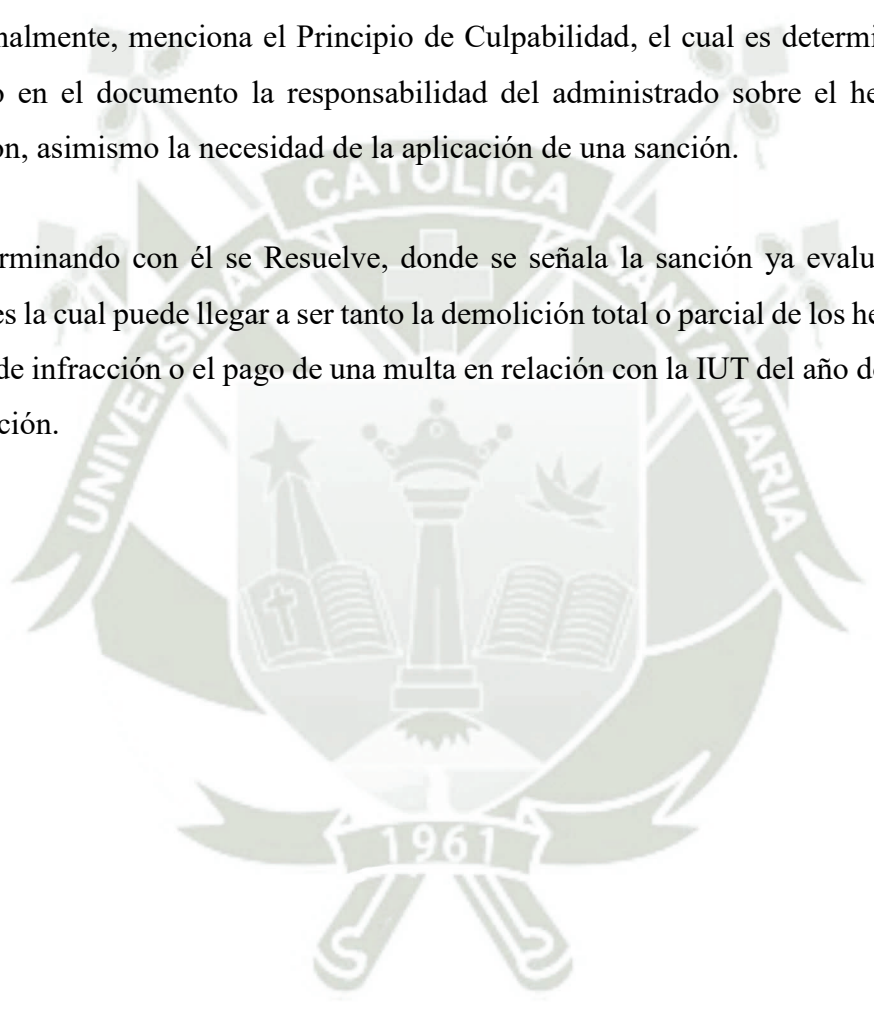 nalmente, menciona el Principio de Culpabilidad, el cual es determi
o en el documento la responsabilidad del administrado sobre el he
on, asimismo la necesidad de la aplicación de una sanción.
rminando con él se Resuelve, donde se señala la sanción ya evalu
es la cual puede llegar a ser tanto la demolición total o parcial de los he
de infracción o el pago de una multa en relación con la IUT del año d
ción.
UNIVERSIDAD CATOLICA SANTA MARIA
1961